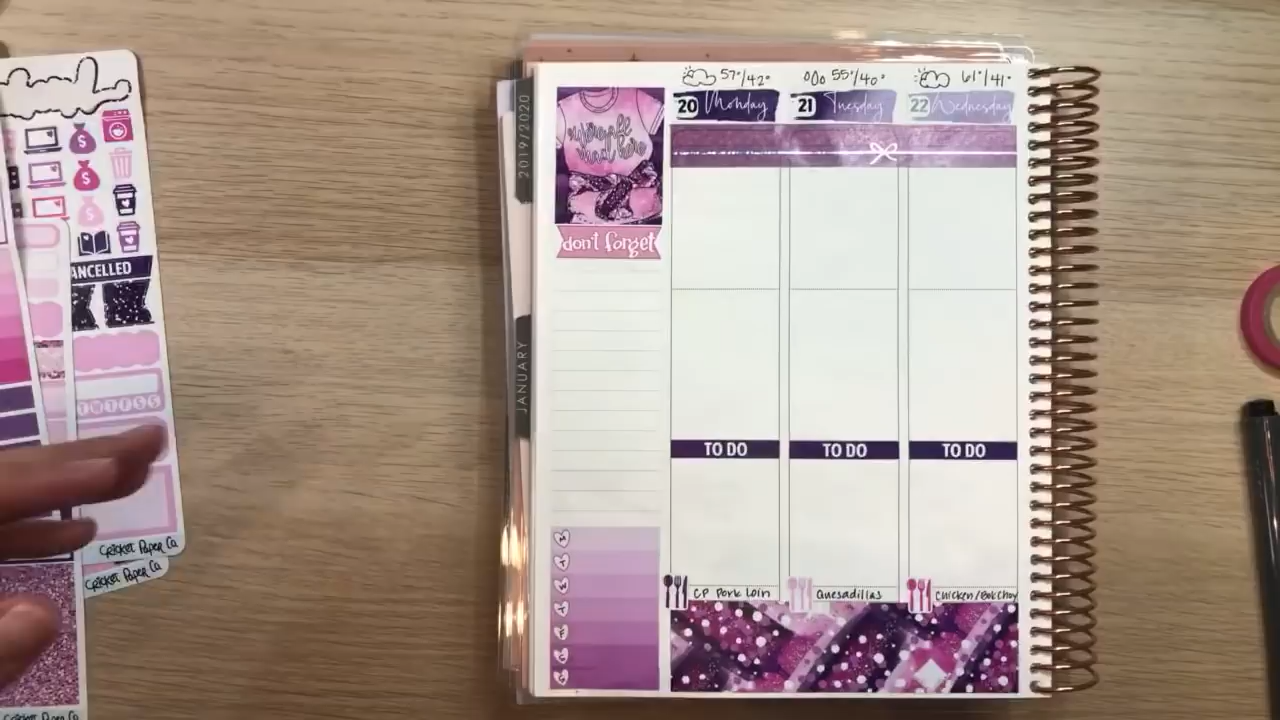 57°/42°
55°/40°
61°/41°
2019/2020
20 Monday
21 Tuesday
22 Wednesday
don't forget
ANCELLED
JANUARY
TO DO
TO DO
TO DO
M
T
W
T
F
S
S
CP Pork Loin
Quesadillas
Chicken/Bok Choy
Cricket Paper Co
Cricket Paper Co